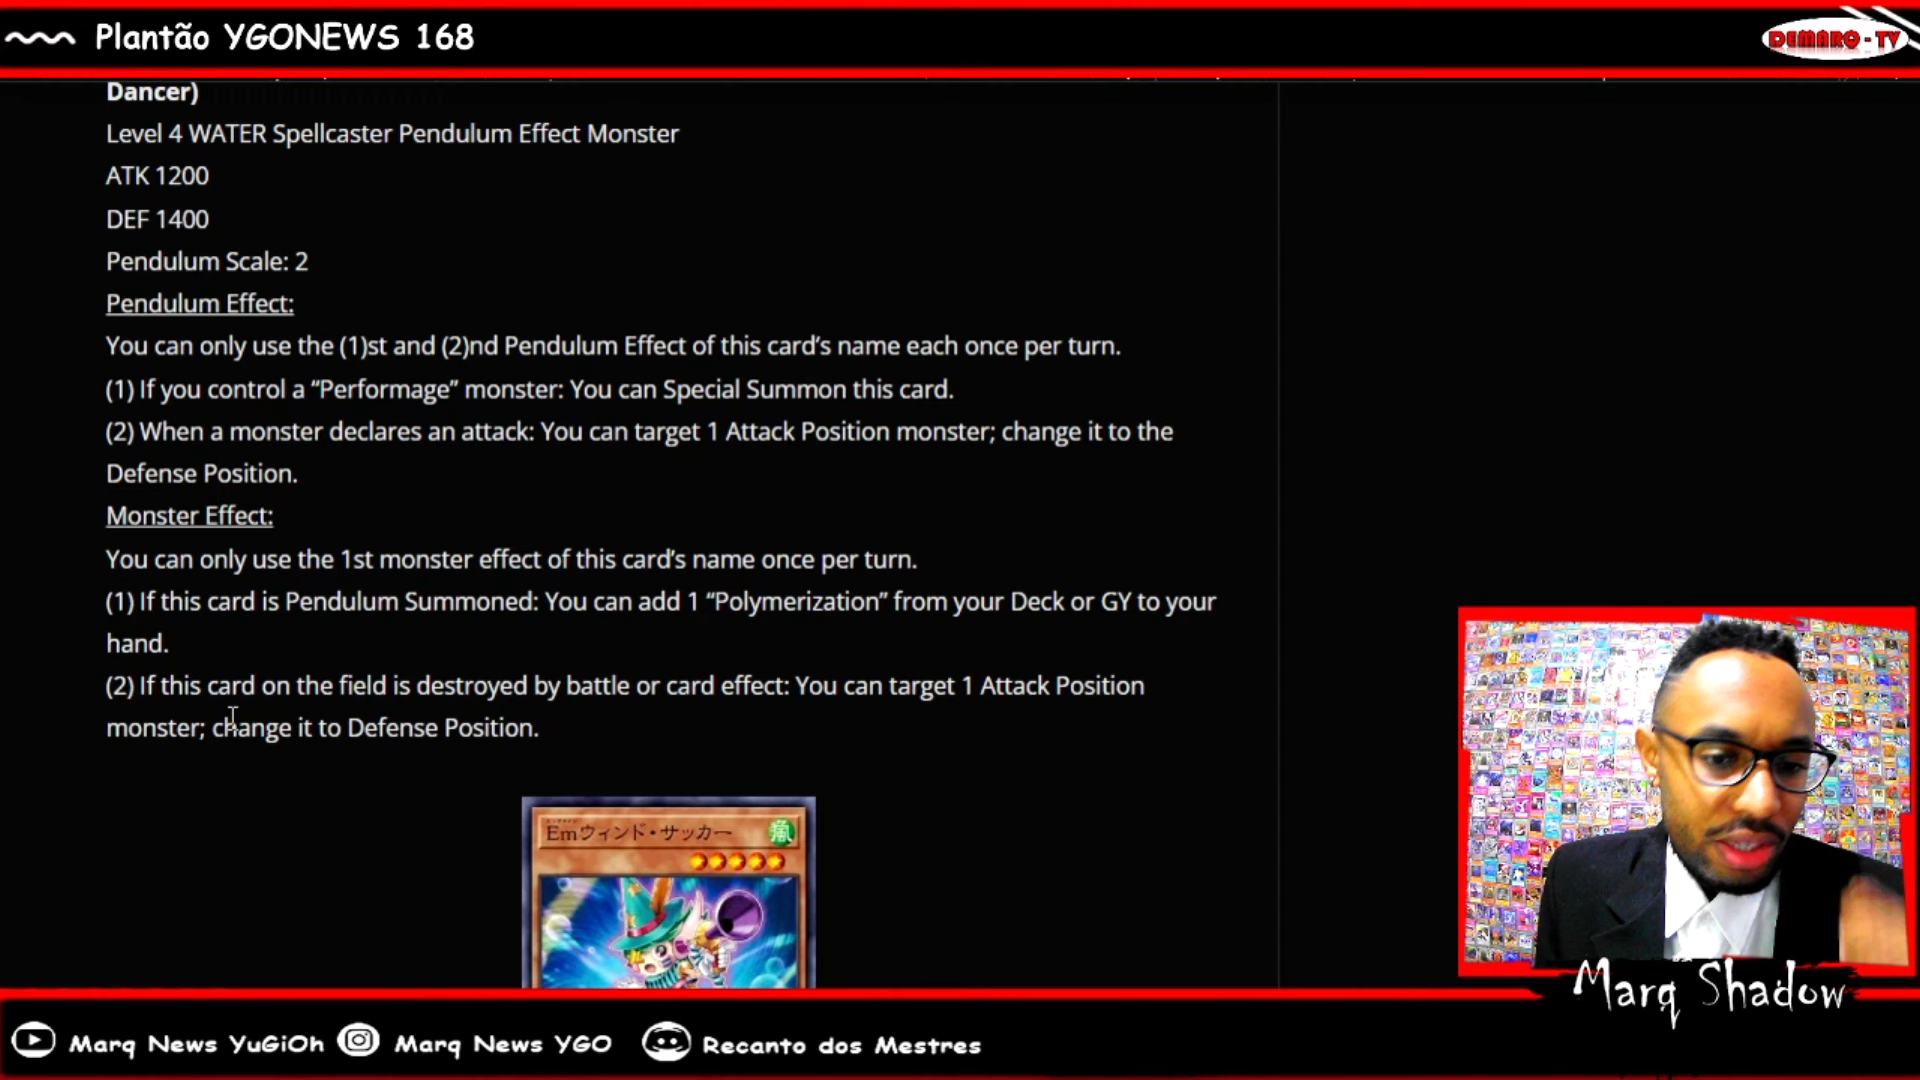 Plantão YGONEWS 168
DEMARQ-TV
Dancer)
Level 4 WATER Spellcaster Pendulum Effect Monster
ATK 1200
DEF 1400
Pendulum Scale: 2
Pendulum Effect:
You can only use the (1)st and (2)nd Pendulum Effect of this card’s name each once per turn.
(1) If you control a “Performage” monster: You can Special Summon this card.
(2) When a monster declares an attack: You can target 1 Attack Position monster; change it to the
Defense Position.
Monster Effect:
You can only use the 1st monster effect of this card’s name once per turn.
(1) If this card is Pendulum Summoned: You can add 1 “Polymerization” from your Deck or GY to your
hand.
(2) If this card on the field is destroyed by battle or card effect: You can target 1 Attack Position
monster; change it to Defense Position.
Emウィンド・サッカー
Marq Shadow
Marq News YuGiOh
Marq News YGO
Recanto dos Mestres